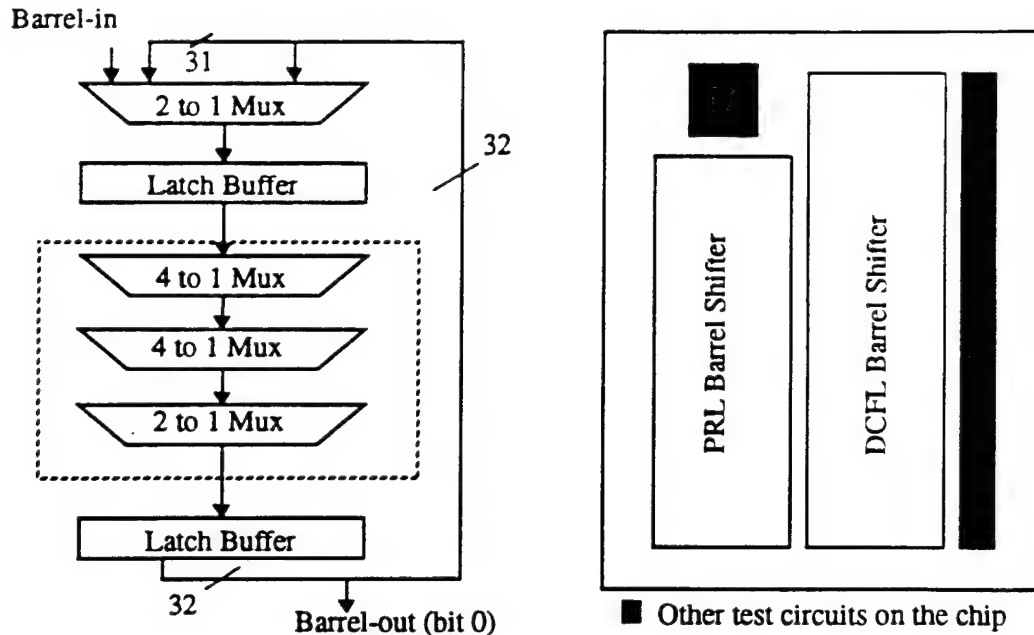 Barrel-in
31
2 to 1 Mux
32
Latch Buffer
4 to 1 Mux
4 to 1 Mux
2 to 1 Mux
Latch Buffer
32
Barrel-out (bit 0)
PRL Barrel Shifter
DCFL Barrel Shifter
Other test circuits on the chip